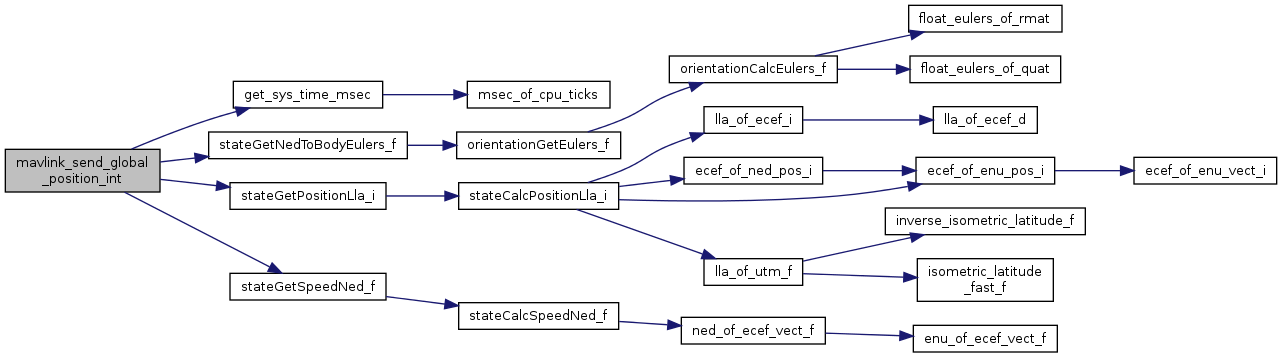 float_eulers_of_rmat
orientationCalcEulers_f
float_eulers_of_quat
get_sys_time_msec
msec_of_cpu_ticks
lla_of_ecef_i
lla_of_ecef_d
stateGetNedToBodyEulers_f
orientationGetEulers_f
mavlink_send_global
_position_int
ecef_of_ned_pos_i
ecef_of_enu_pos_i
ecef_of_enu_vect_i
stateGetPositionLla_i
stateCalcPositionLla_i
inverse_isometric_latitude_f
lla_of_utm_f
isometric_latitude
_fast_f
stateGetSpeedNed_f
stateCalcSpeedNed_f
ned_of_ecef_vect_f
enu_of_ecef_vect_f